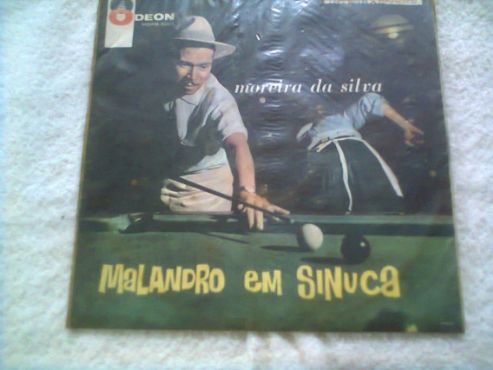 ODEON
moreira da silva
MALANDRO EM SINUCA